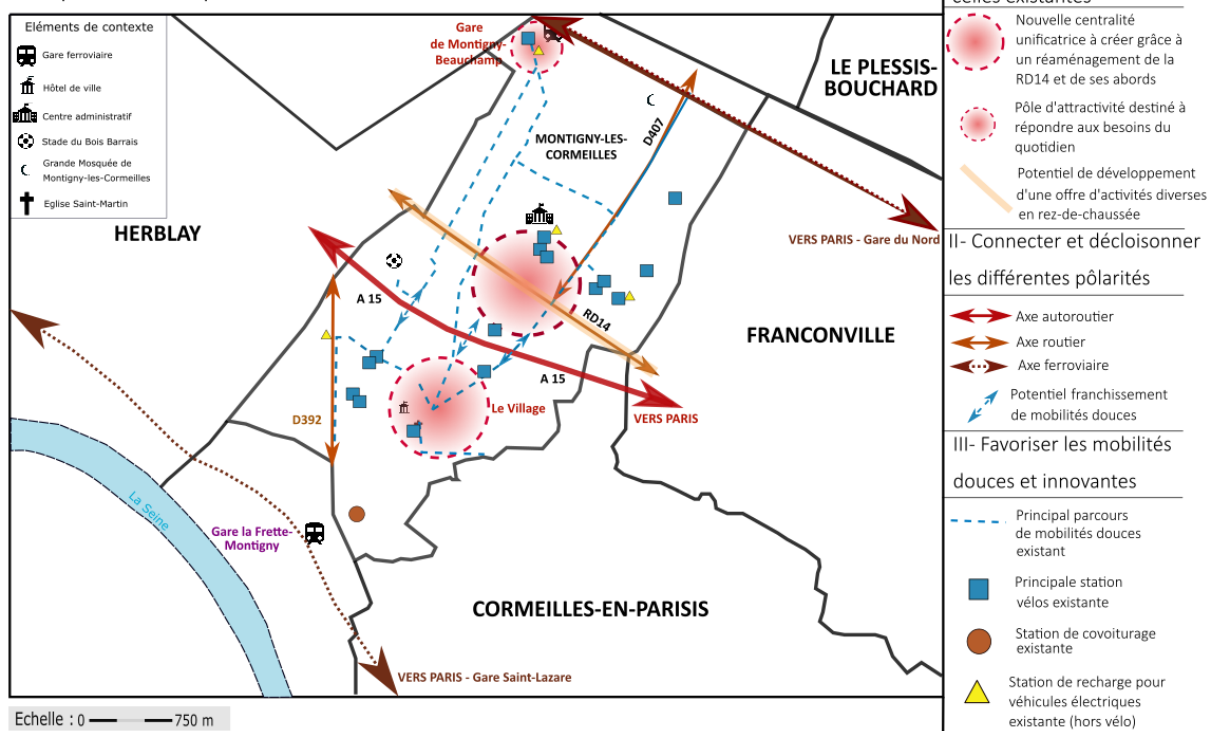 celles existantes
Eléments de contexte
Gare ferroviaire
Hôtel de ville
Centre administratif
Stade du Bois Barrais
Grande Mosquée de
Montigny-les-Cormeilles
Eglise Saint-Martin
Gare
de Montigny-
Beauchamp
LE PLESSIS-
BOUCHARD
MONTIGNY-LES-
CORMEILLES
D407
HERBLAY
VERS PARIS - Gare du Nord
A 15
RD14
FRANCONVILLE
A 15
D392
Le Village
VERS PARIS
La Seine
Gare la Frette-
Montigny
CORMEILLES-EN-PARISIS
VERS PARIS - Gare Saint-Lazare
Echelle : 0 750 m
Nouvelle centralité
unificatrice à créer grâce à
un réaménagement de la
RD14 et de ses abords
Pôle d'attractivité destiné à
répondre aux besoins du
quotidien
Potentiel de développement
d'une offre d'activités diverses
en rez-de-chaussée
II- Connecter et décloisonner
les différentes pôlarités
Axe autoroutier
Axe routier
Axe ferroviaire
Potentiel franchissement
de mobilités douces
III- Favoriser les mobilités
douces et innovantes
Principal parcours
de mobilités douces
existant
Principale station
vélos existante
Station de covoiturage
existante
Station de recharge pour
véhicules électriques
existante (hors vélo)